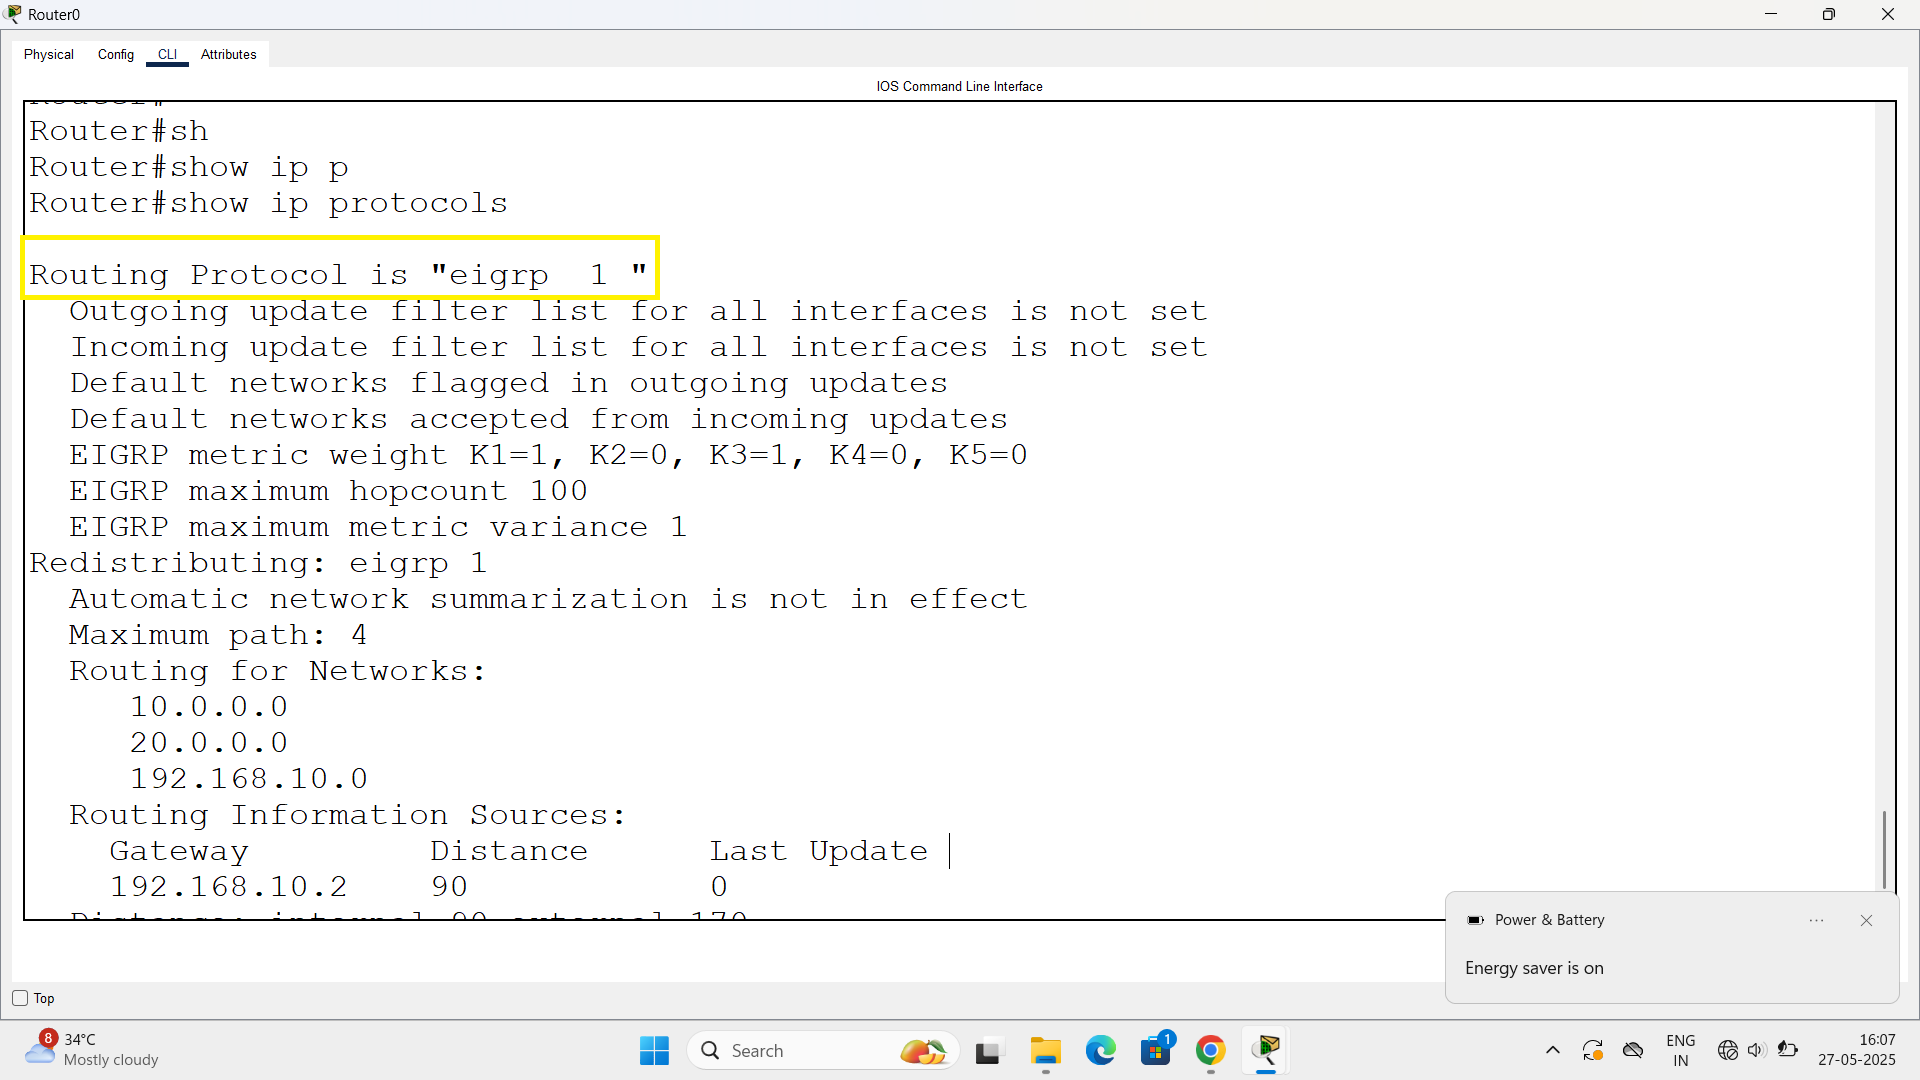 Router0
Physical Config CLI Attributes
IOS Command Line Interface
Router#
Router#sh
Router#show ip p
Router#show ip protocols
Routing Protocol is "eigrp  1 "
Outgoing update filter list for all interfaces is not set
Incoming update filter list for all interfaces is not set
Default networks flagged in outgoing updates
Default networks accepted from incoming updates
EIGRP metric weight K1=1, K2=0, K3=1, K4=0, K5=0
EIGRP maximum hopcount 100
EIGRP maximum metric variance 1
Redistributing: eigrp 1
Automatic network summarization is not in effect
Maximum path: 4
Routing for Networks:
10.0.0.0
20.0.0.0
192.168.10.0
Routing Information Sources:
Gateway Distance Last Update
192.168.10.2 90 0
Distance: internal 90 external 170
Power & Battery
Energy saver is on
Top
8
34°C
Mostly cloudy
Search
1
ENG
IN
16:07
27-05-2025